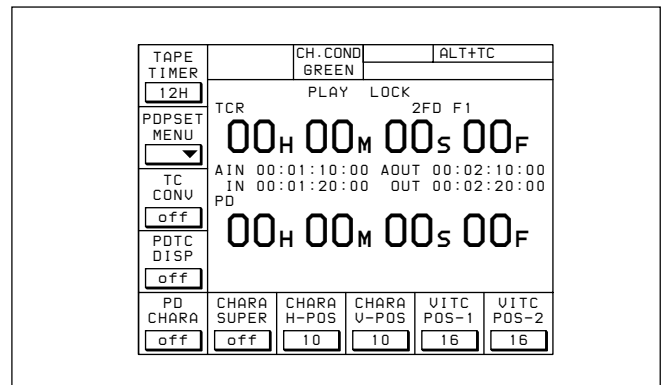 TAPE
TIMER
12H
CH.COND
GREEN
ALT+TC
PLAY LOCK
TCR 2FD F1
00H 00M 00S 00F
PDPSET
MENU
AIN 00:01:10:00 AOUT 00:02:10:00
IN 00:01:20:00 OUT 00:02:20:00
TC
CONV
off
PD
00H 00M 00S 00F
PDTC
DISP
off
PD
CHARA
off
CHARA
SUPER
off
CHARA
H-POS
10
CHARA
V-POS
10
VITC
POS-1
16
VITC
POS-2
16